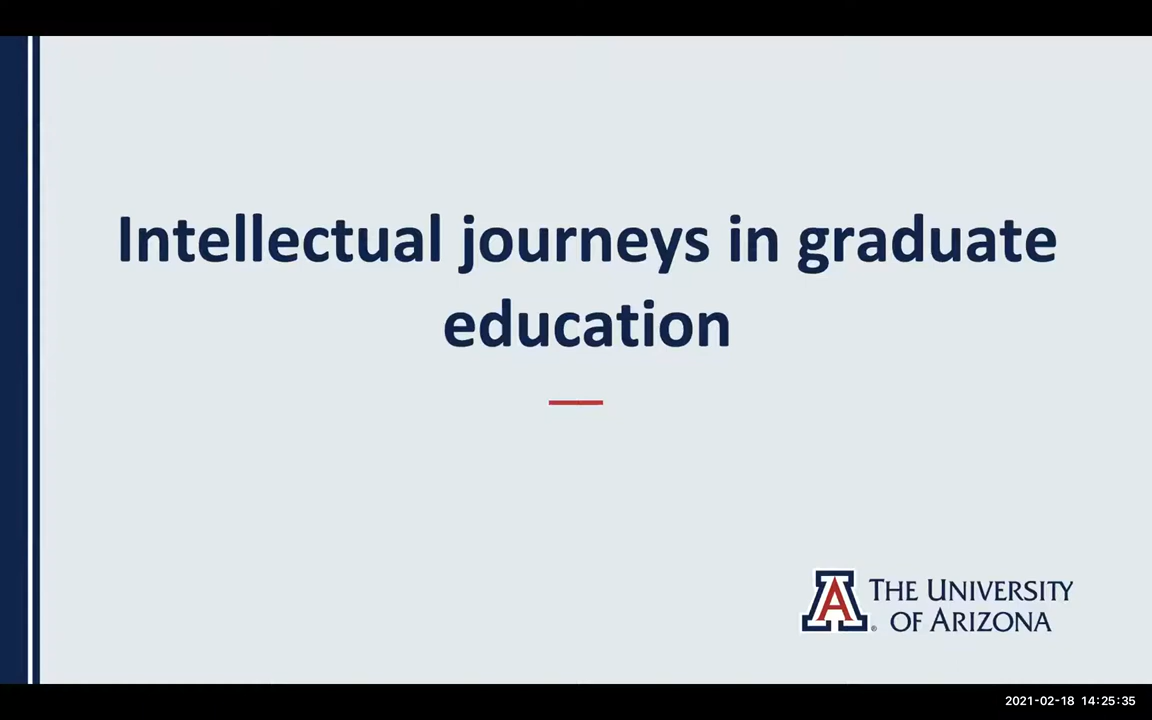 Intellectual journeys in graduate
education
A ®
THE UNIVERSITY
OF ARIZONA
2021-02-18 14:25:35